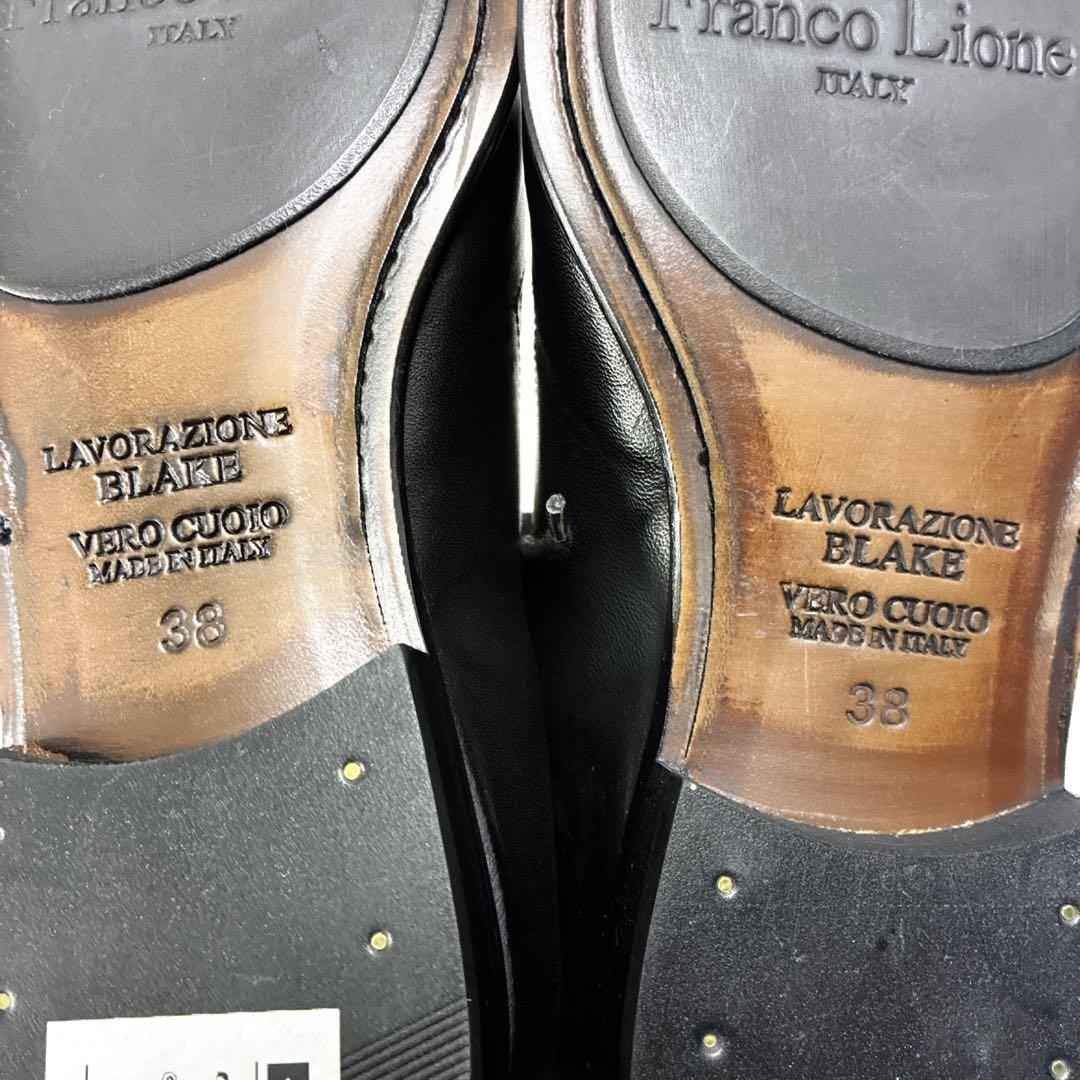 Franco
ITALY
LAVORAZIONE
BLAKE
VERO CUOIO
MADE IN ITALY
38
Franco Lione
ITALY
LAVORAZIONE
BLAKE
VERO CUOIO
MADE IN ITALY
38